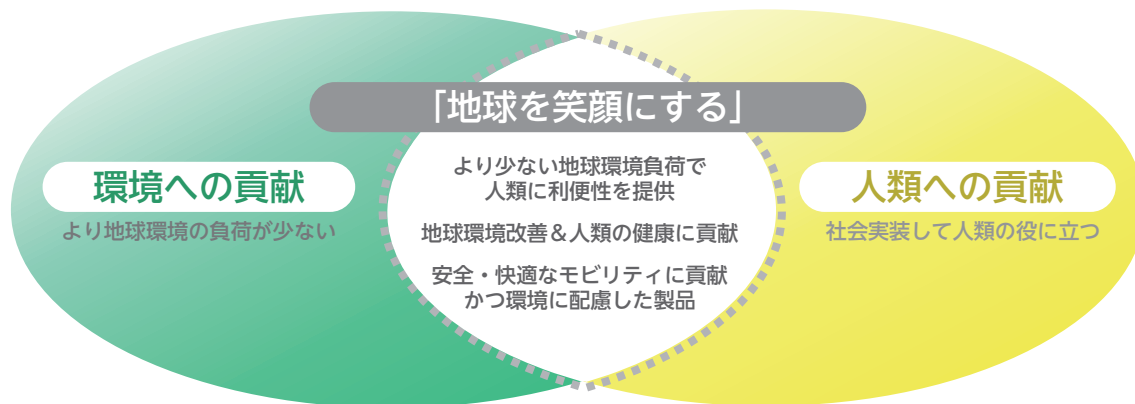 「地球を笑顔にする」
環境への貢献
より地球環境の負荷が少ない
より少ない地球環境負荷で
人類に利便性を提供
地球環境改善＆人類の健康に貢献
安全・快適なモビリティに貢献
かつ環境に配慮した製品
人類への貢献
社会実装して人類の役に立つ